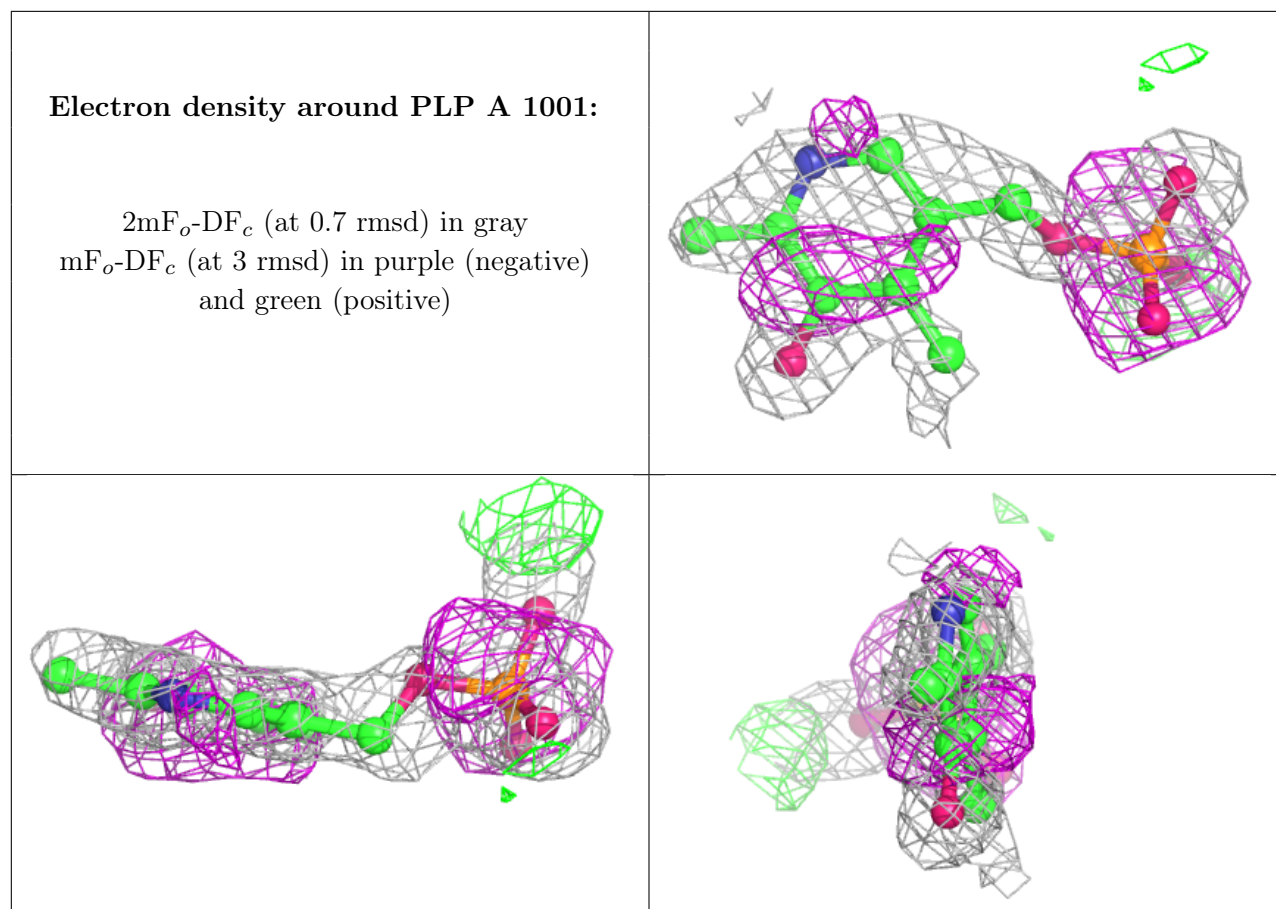 Electron density around PLP A 1001:
2mFo-DFc (at 0.7 rmsd) in gray
mFo-DFc (at 3 rmsd) in purple (negative)
and green (positive)